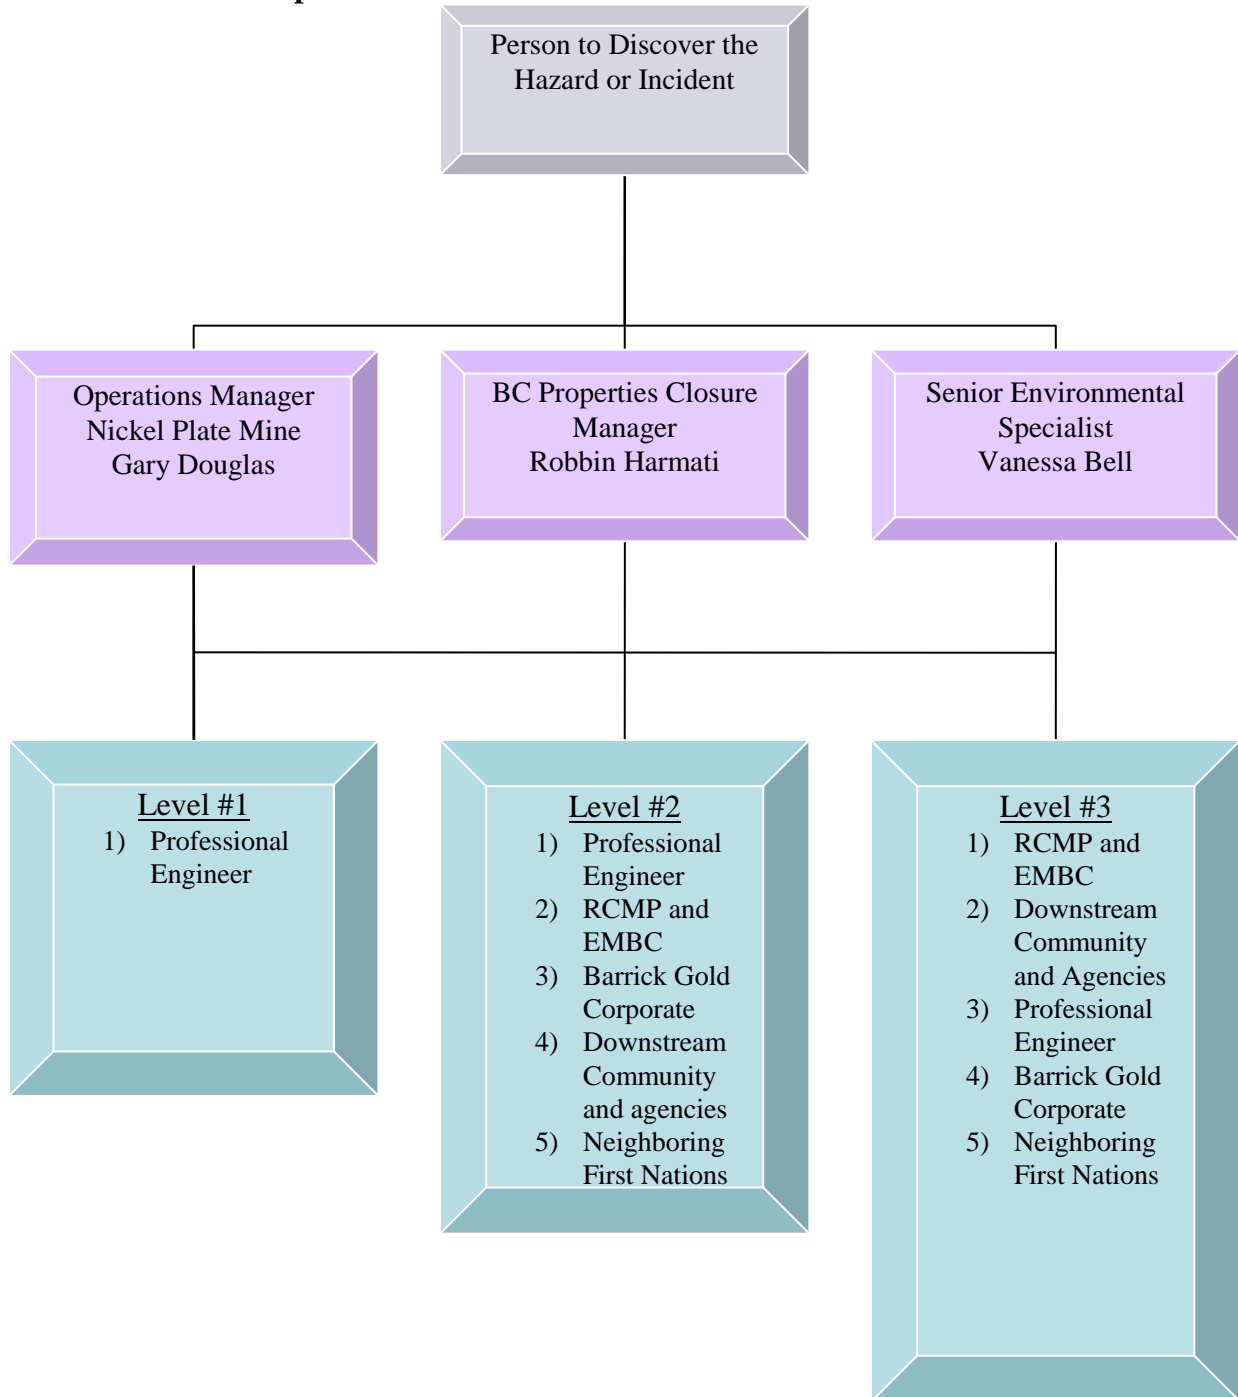 Person to Discover the
Hazard or Incident
Operations Manager
Nickel Plate Mine
Gary Douglas
BC Properties Closure
Manager
Robbin Harmati
Senior Environmental
Specialist
Vanessa Bell
Level #1
1) Professional
Engineer
Level #2
1) Professional
Engineer
2) RCMP and
EMBC
3) Barrick Gold
Corporate
4) Downstream
Community
and agencies
5) Neighboring
First Nations
Level #3
1) RCMP and
EMBC
2) Downstream
Community
and Agencies
3) Professional
Engineer
4) Barrick Gold
Corporate
5) Neighboring
First Nations